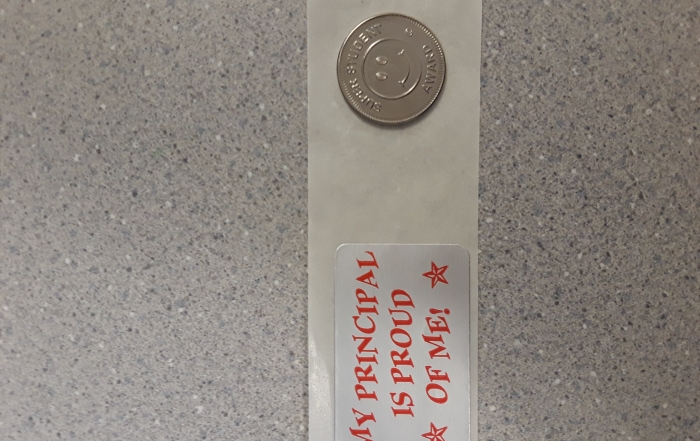 SUPER STUDENT
AWARD
MY PRINCIPAL
IS PROUD
OF ME!